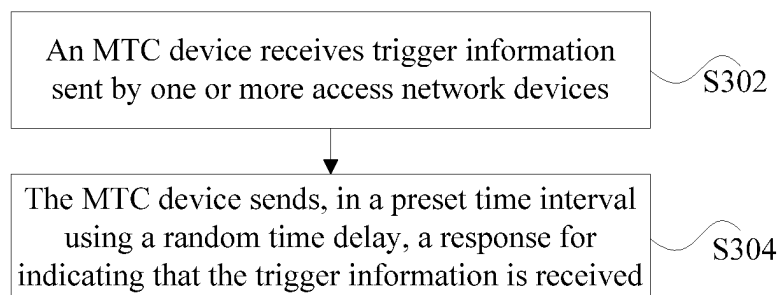 An MTC device receives trigger information
sent by one or more access network devices
S302
The MTC device sends, in a preset time interval
using a random time delay, a response for
indicating that the trigger information is received
S304